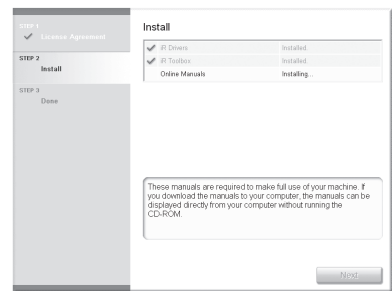 STEP 1
License Agreement
STEP 2
Install
STEP 3
Done
Install
iR Drivers Installed.
iR Toolbox Installed.
Online Manuals Installing...
These manuals are required to make full use of your machine. If
you download the manuals to your computer, the manuals can be
displayed directly from your computer without running the
CD-ROM.
Next